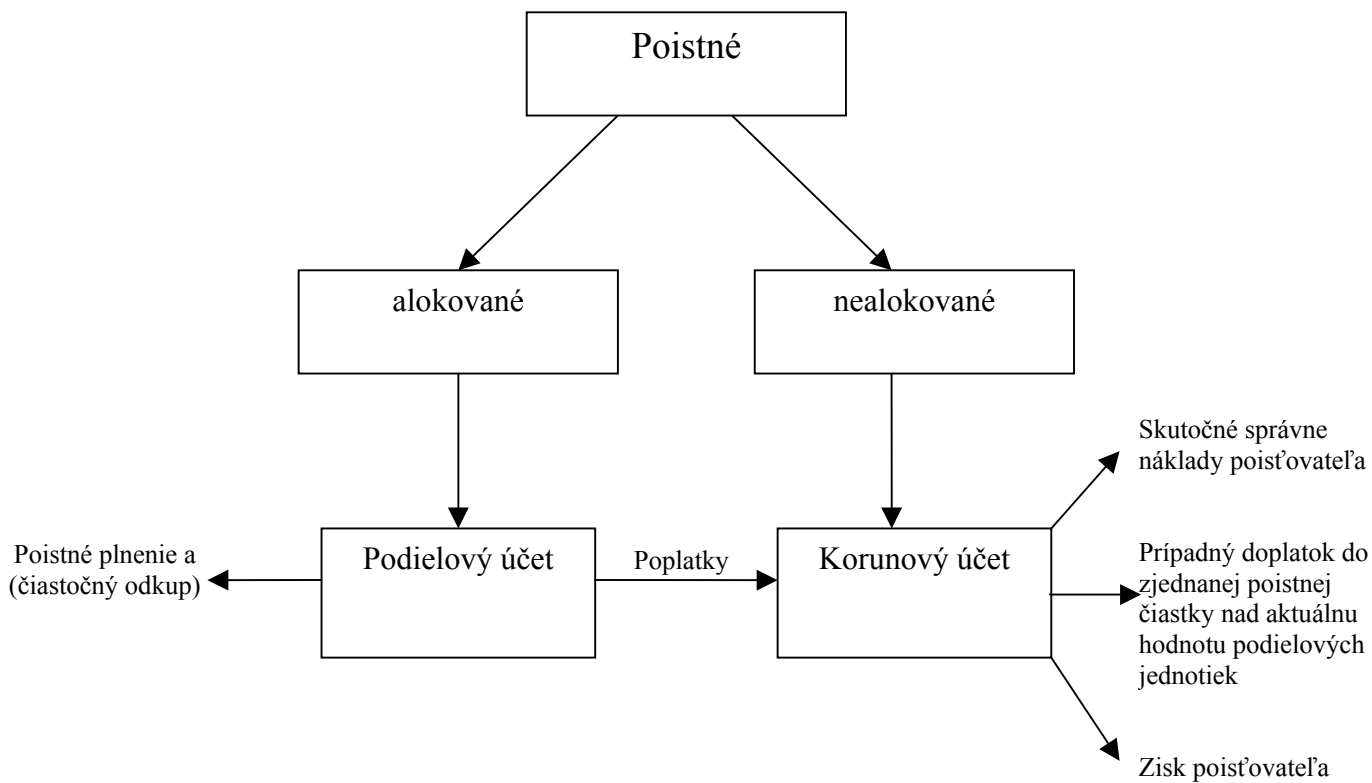 Poistné
alokované
nealokované
Skutočné správne
náklady poisťovateľa
Poistné plnenie a
(čiastočný odkup)
Podielový účet
Poplatky
Korunový účet
Prípadný doplatok do
zjednanej poistnej
čiastky nad aktuálnu
hodnotu podielových
jednotiek
Zisk poisťovateľa